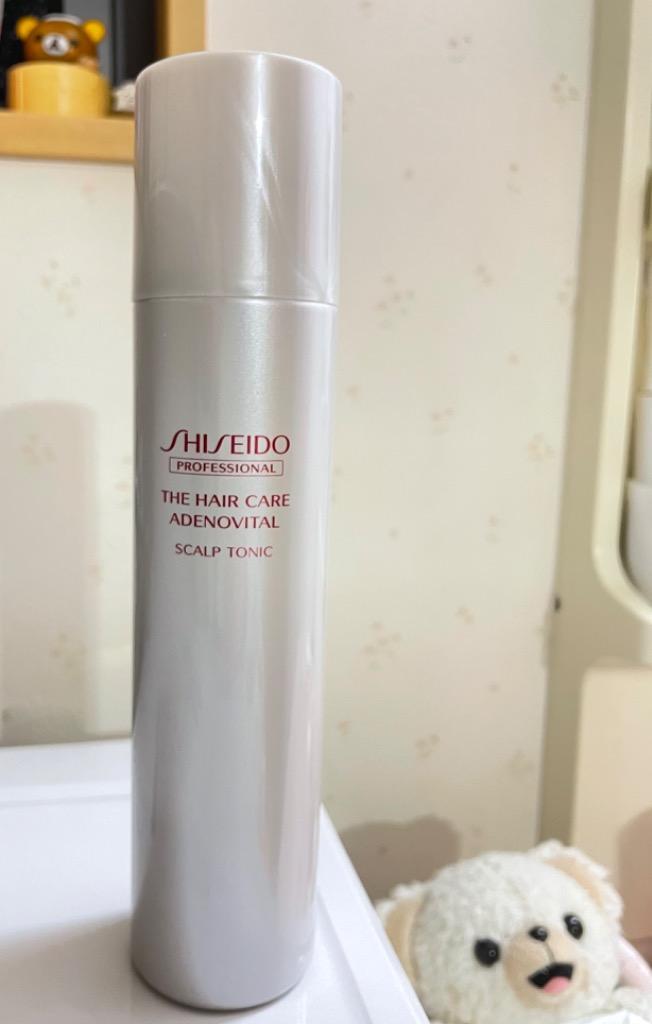 SHISEIDO
PROFESSIONAL
THE HAIR CARE
ADENOVITAL
SCALP TONIC